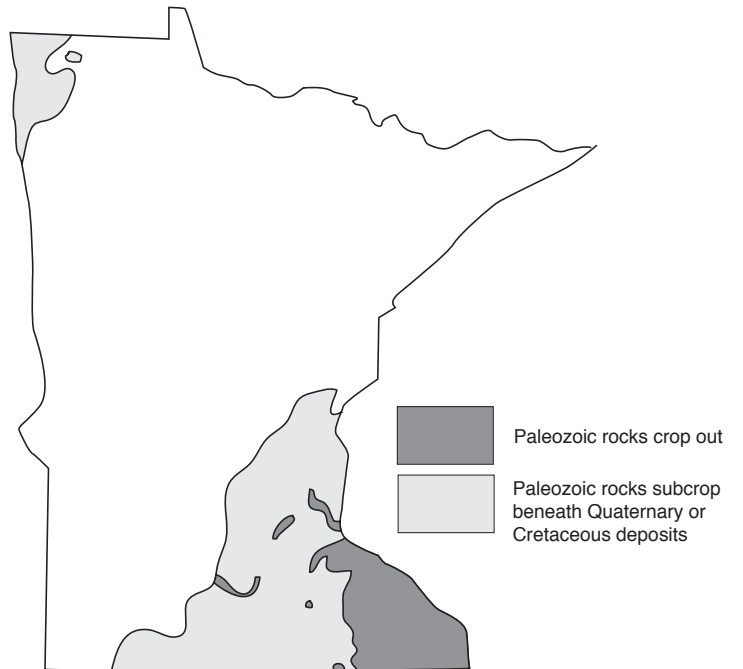 Paleozoic rocks crop out
Paleozoic rocks subcrop
beneath Quaternary or
Cretaceous deposits